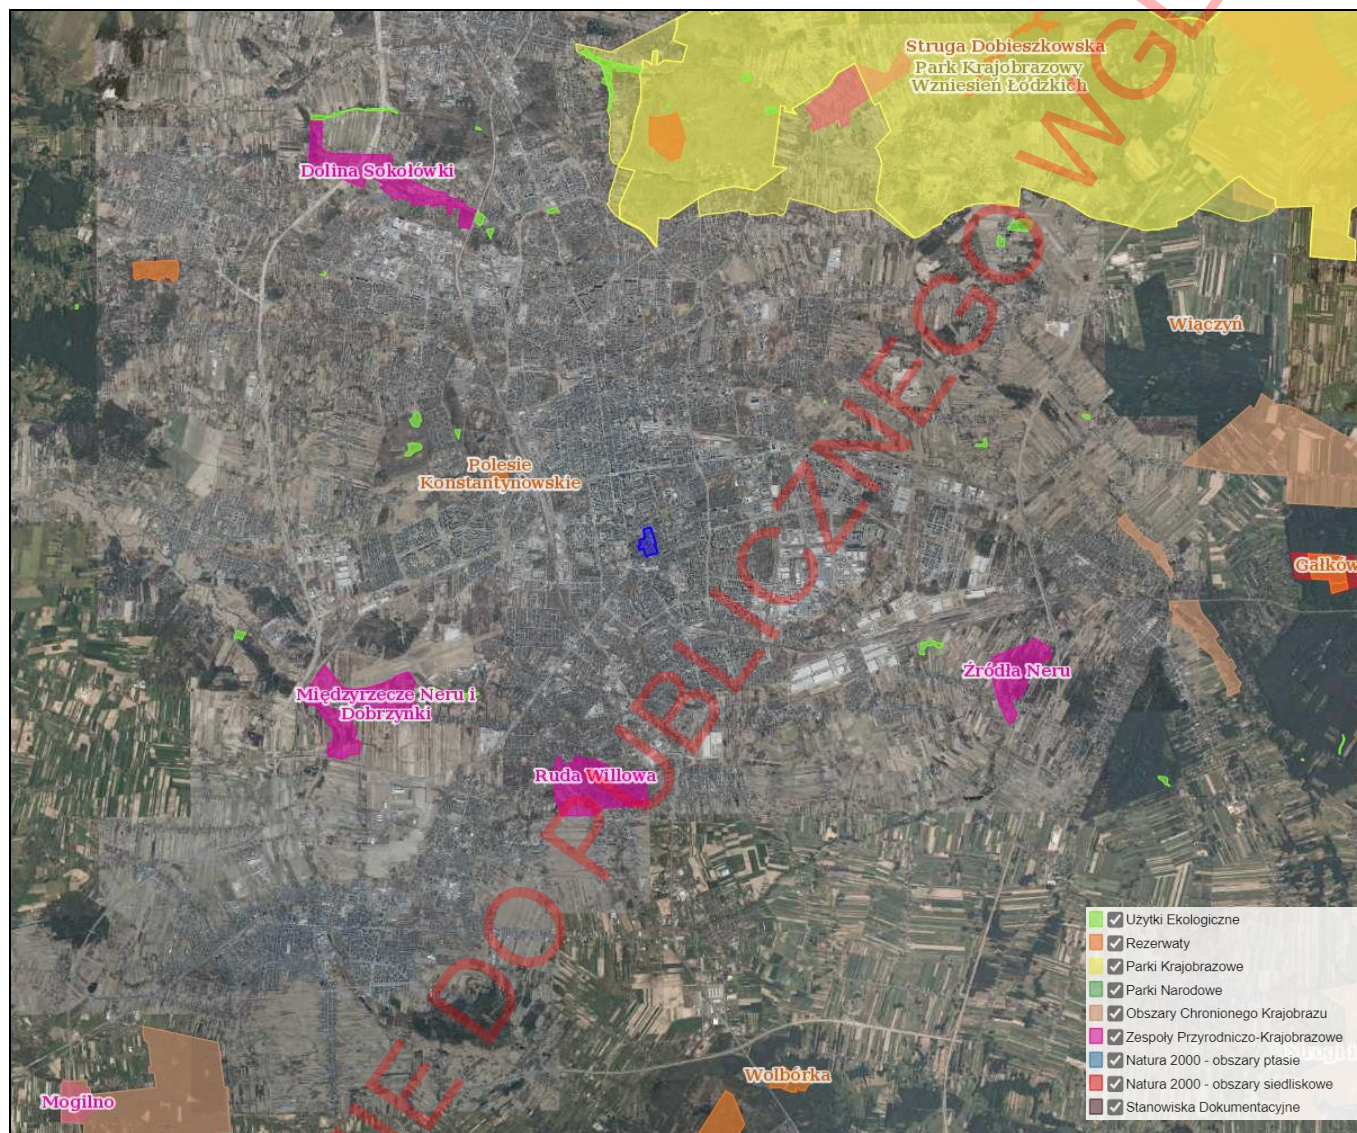 Struga Dobieszkowska
Park Krajobrazowy
Wzniesień Łódzkich
Dolina Sokołówki
Wiączyń
Polesie
Konstantynowskie
Gałków
Źródła Neru
Międzyrzecze Neru i
Dobrzynki
Ruda Willowa
Wolbórka
Mogilno
IE DO PUBLICZNEGO WGL
Użytki Ekologiczne
Rezerwaty
Parki Krajobrazowe
Parki Narodowe
Obszary Chronionego Krajobrazu
Zespoły Przyrodniczo-Krajobrazowe
Natura 2000 - obszary ptasie
Natura 2000 - obszary siedliskowe
Stanowiska Dokumentacyjne